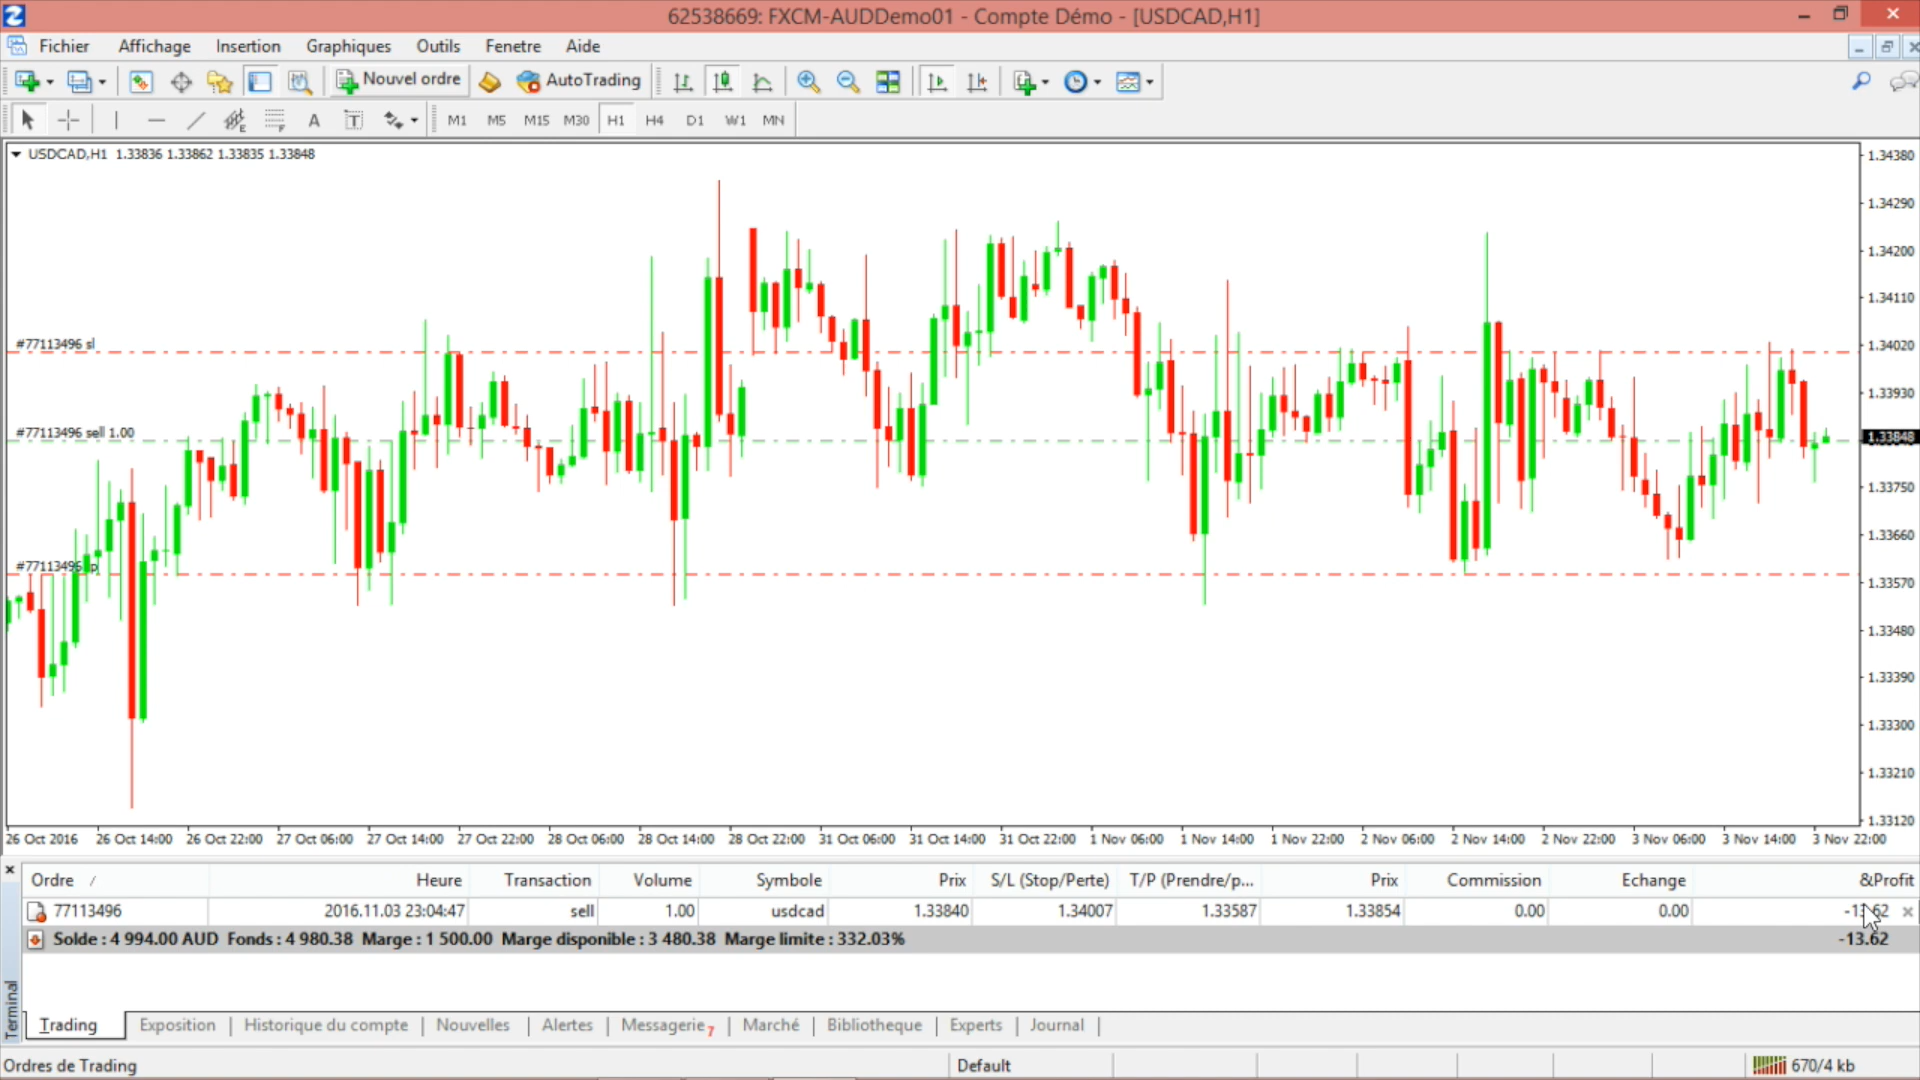 62538669: FXCM-AUDDemo01 - Compte Démo - [USDCAD,H1]
Fichier Affichage Insertion Graphiques Outils Fenetre Aide
Nouvel ordre AutoTrading
A T M1 M5 M15 M30 H1 H4 D1 W1 MN
USDCAD,H1 1.33836 1.33862 1.33835 1.33848
1.34380
1.34290
1.34200
1.34110
#77113496 sl
1.34020
1.33930
#77113496 sell 1.00
1.33848
1.33750
1.33660
#77113496
1.33570
1.33480
1.33390
1.33300
1.33210
1.33120
26 Oct 2016 26 Oct 14:00 26 Oct 22:00 27 Oct 06:00 27 Oct 14:00 27 Oct 22:00 28 Oct 06:00 28 Oct 14:00 28 Oct 22:00 31 Oct 06:00 31 Oct 14:00 31 Oct 22:00 1 Nov 06:00 1 Nov 14:00 1 Nov 22:00 2 Nov 06:00 2 Nov 14:00 2 Nov 22:00 3 Nov 06:00 3 Nov 14:00 3 Nov 22:00
Ordre / Heure Transaction Volume Symbole Prix S/L (Stop/Perte) T/P (Prendre/p... Prix Commission Echange &Profit
77113496 2016.11.03 23:04:47 sell 1.00 usdcad 1.33840 1.34007 1.33587 1.33854 0.00 0.00 -13.62
Solde : 4 994.00 AUD Fonds : 4 980.38 Marge : 1 500.00 Marge disponible : 3 480.38 Marge limite : 332.03% -13.62
Terminal
Trading Exposition Historique du compte Nouvelles Alertes Messagerie 7 Marché Bibliotheque Experts Journal
Ordres de Trading Default 670/4 kb